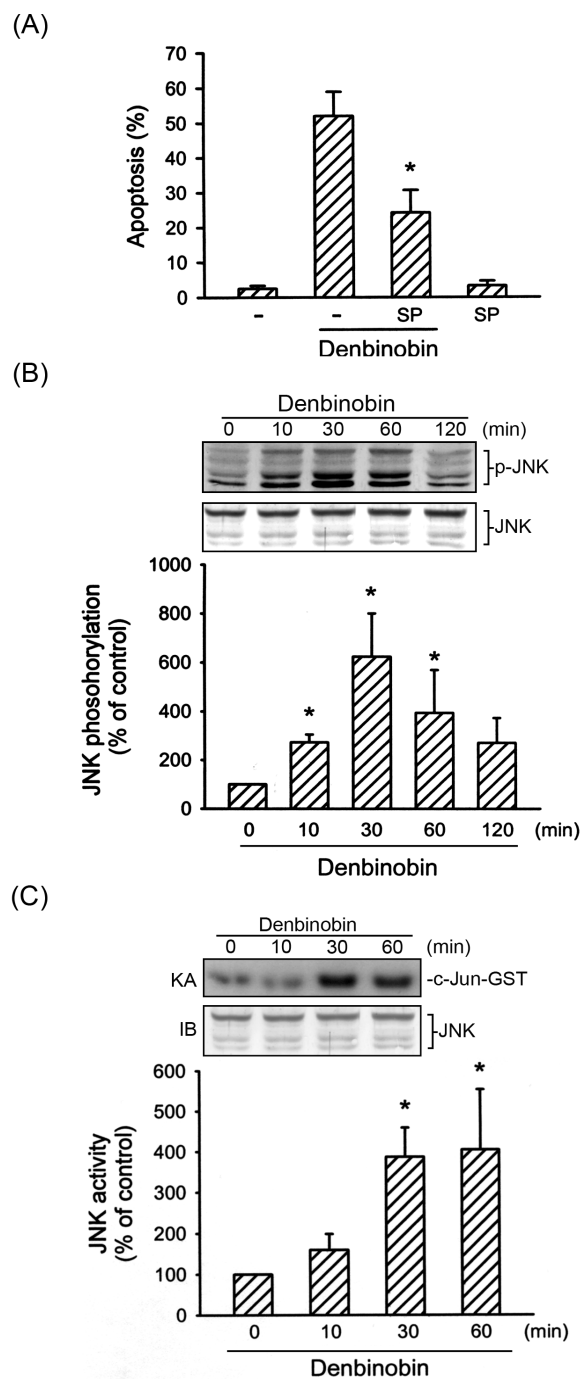 (A)
70
60
50
40
30
20
10
0
Apoptosis (%)
*
- - SP SP
Denbinobin
(B)
Denbinobin
0 10 30 60 120 (min)
p-JNK
JNK
1000
800
600
400
200
0
JNK phosohorylation
(% of control)
* * *
0 10 30 60 120 (min)
Denbinobin
(C)
Denbinobin
0 10 30 60 (min)
KA -c-Jun-GST
IB JNK
600
500
400
300
200
100
0
JNK activity
(% of control)
* *
0 10 30 60 (min)
Denbinobin